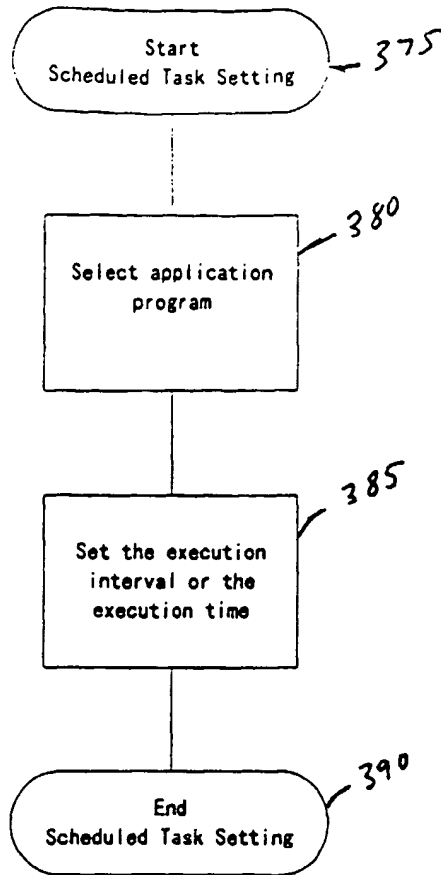 Start
Scheduled Task Setting
375
380
Select application
program
385
Set the execution
interval or the
execution time
390
End
Scheduled Task Setting